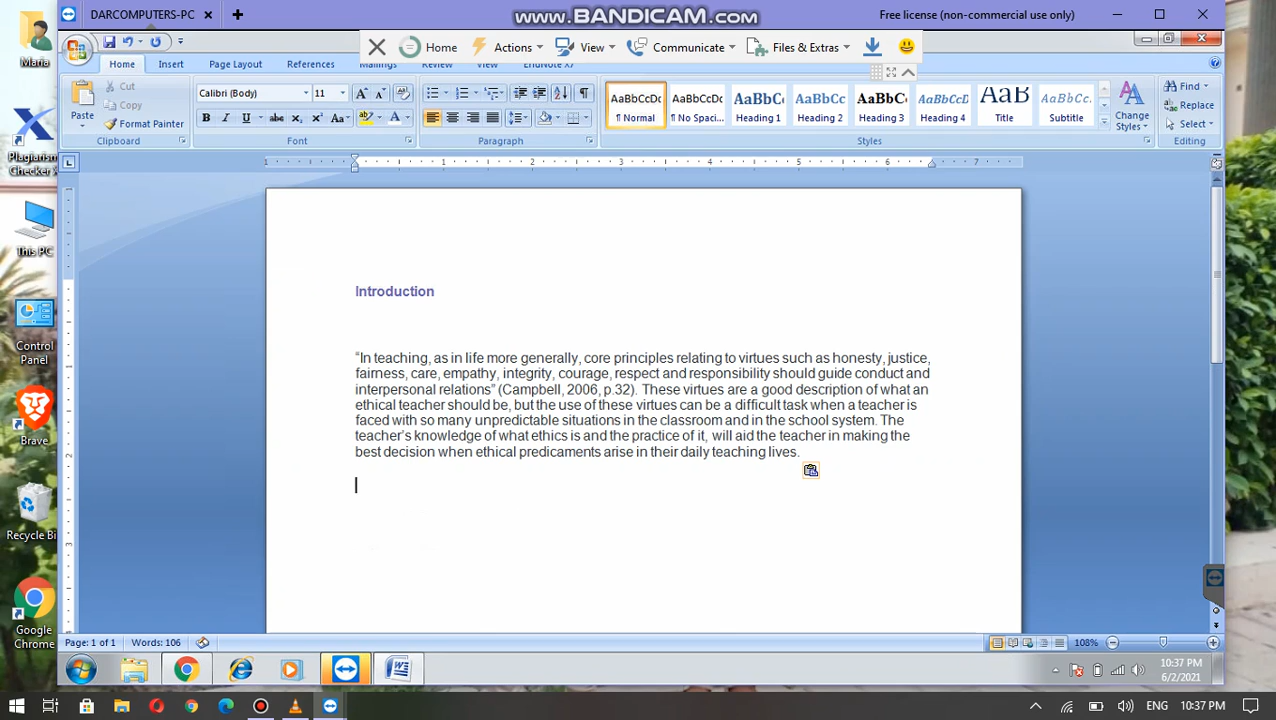 DARCOMPUTERS-PC
www.BANDICAM.com
Free license (non-commercial use only)
Maria
Home
Actions
View
Communicate
Files & Extras
Home
Insert
Page Layout
References
Mailings
Review
View
EndNote X7
Paste
Cut
Copy
Format Painter
Clipboard
Calibri (Body)
11
Font
Paragraph
AaBbCcDc
¶ Normal
AaBbCcDc
¶ No Spaci...
AaBbC
Heading 1
AaBbCc
Heading 2
AaBbCc
Heading 3
AaBbCcD
Heading 4
AaB
Title
AaBbCc.
Subtitle
Change
Styles
Styles
Find
Replace
Select
Editing
Plagiarism
Checker X
This PC
Control
Panel
Brave
Recycle Bi
Google
Chrome
Introduction
“In teaching, as in life more generally, core principles relating to virtues such as honesty, justice,
fairness, care, empathy, integrity, courage, respect and responsibility should guide conduct and
interpersonal relations” (Campbell, 2006, p.32). These virtues are a good description of what an
ethical teacher should be, but the use of these virtues can be a difficult task when a teacher is
faced with so many unpredictable situations in the classroom and in the school system. The
teacher’s knowledge of what ethics is and the practice of it, will aid the teacher in making the
best decision when ethical predicaments arise in their daily teaching lives.
Page: 1 of 1
Words: 106
108%
10:37 PM
6/2/2021
ENG
10:37 PM